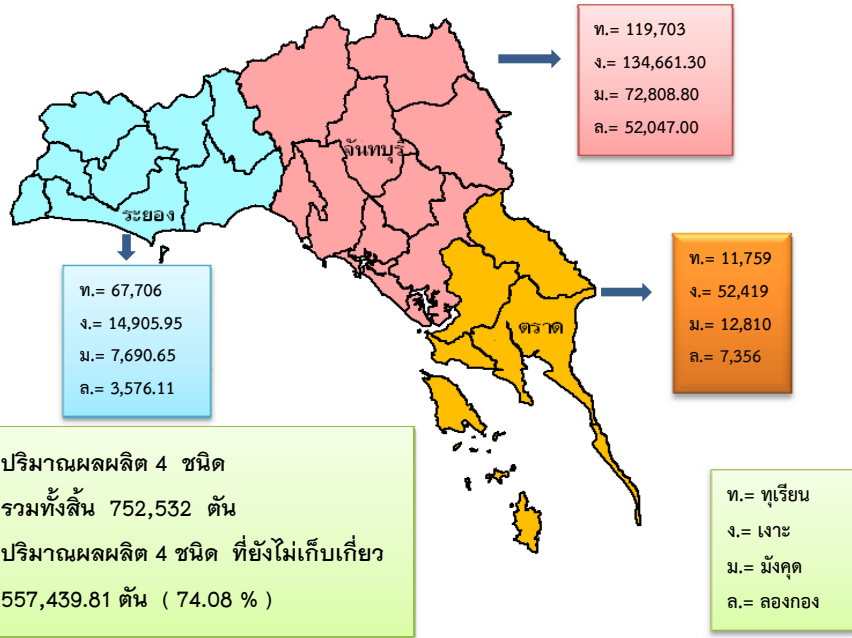 ท.= 119,703
ง.= 134,661.30
ม.= 72,808.80
ล.= 52,047.00
จันทบุรี
ระยอง
ท.= 67,706
ง.= 14,905.95
ม.= 7,690.65
ล.= 3,576.11
ท.= 11,759
ง.= 52,419
ม.= 12,810
ล.= 7,356
ตราด
ปริมาณผลผลิต 4 ชนิด
รวมทั้งสิ้น 752,532 ตัน
ปริมาณผลผลิต 4 ชนิด ที่ยังไม่เก็บเกี่ยว
557,439.81 ตัน ( 74.08 % )
ท.= ทุเรียน
ง.= เงาะ
ม.= มังคุด
ล.= ลองกอง